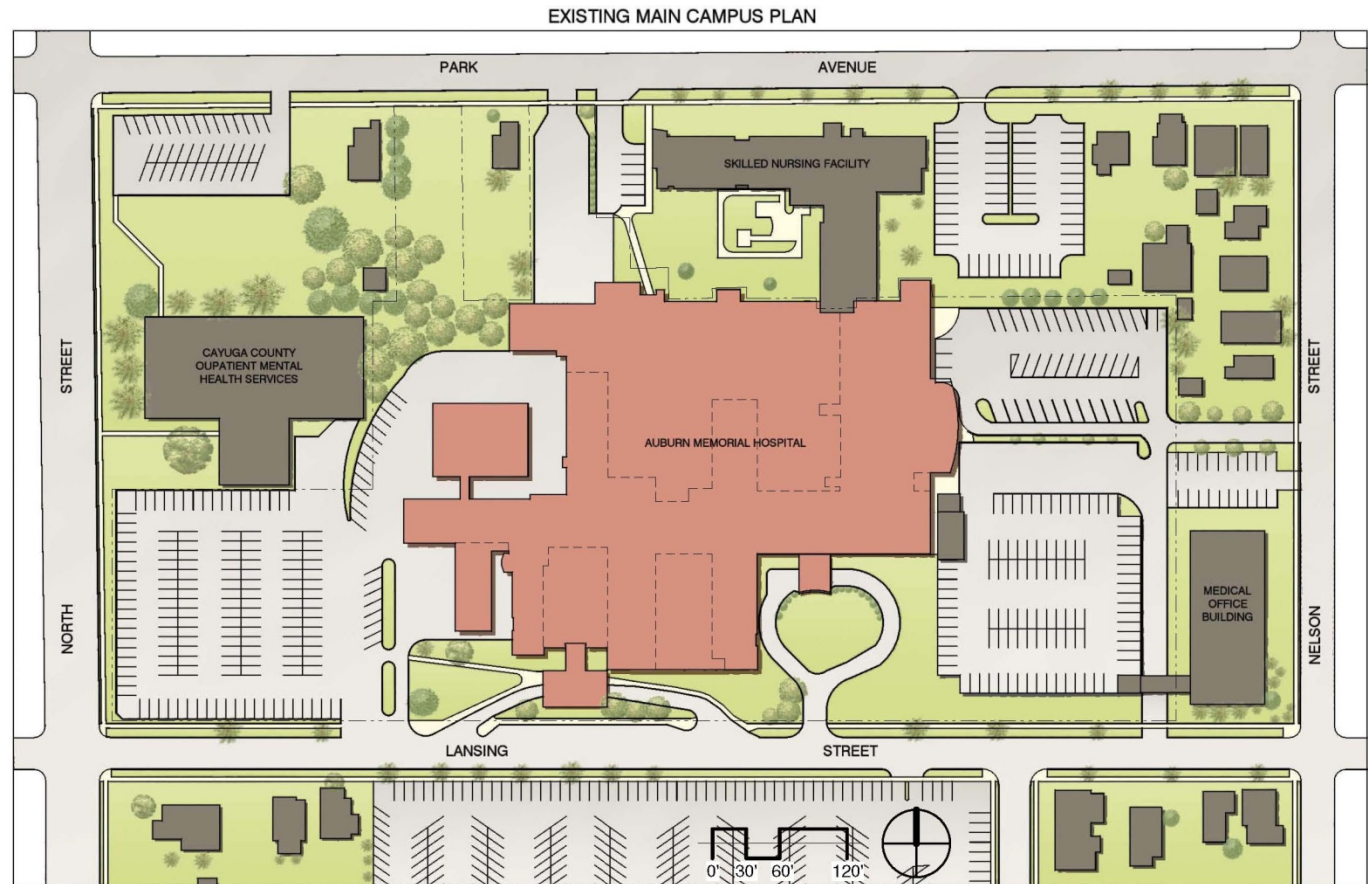 EXISTING MAIN CAMPUS PLAN
PARK
AVENUE
SKILLED NURSING FACILITY
STREET
CAYUGA COUNTY
OUPATIENT MENTAL
HEALTH SERVICES
STREET
AUBURN MEMORIAL HOSPITAL
MEDICAL
OFFICE
BUILDING
NORTH
NELSON
LANSING
STREET
0' 30' 60' 120'